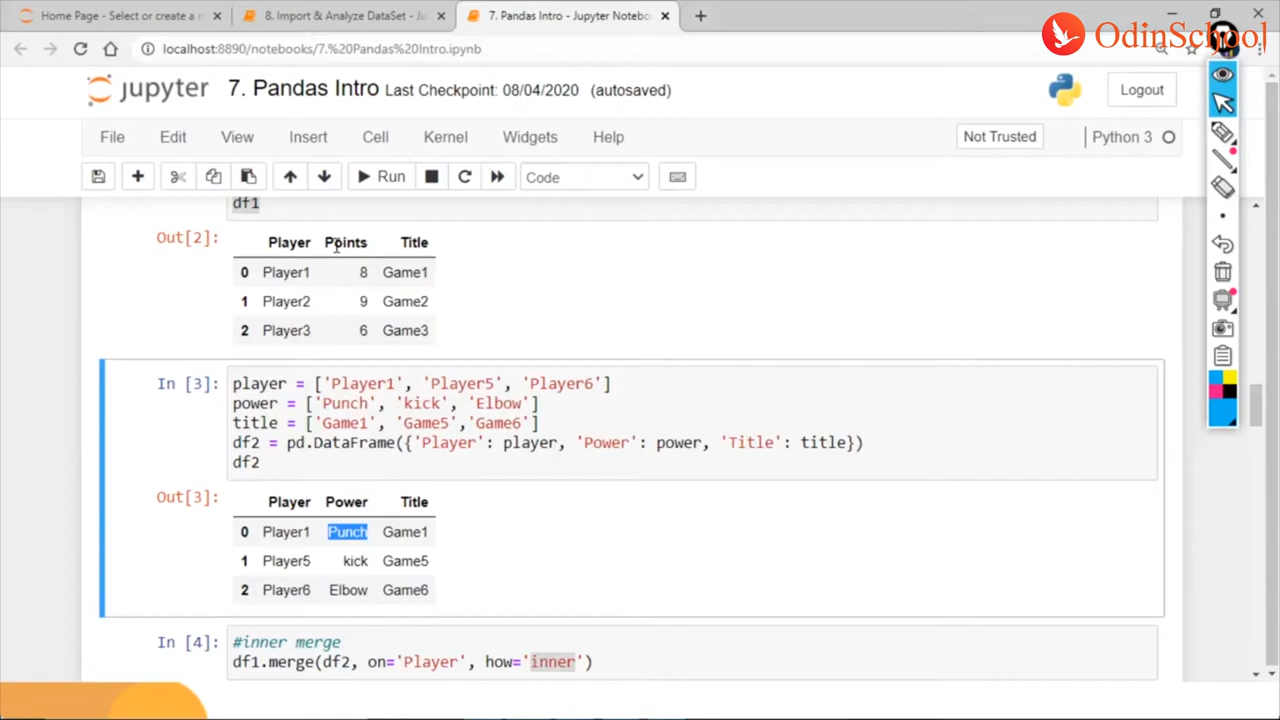 Home Page - Select or create a n
8. Import & Analyze DataSet - Ju
7. Pandas Intro - Jupyter Notebo
OdinSchool
localhost:8890/notebooks/7.%20Pandas%20Intro.ipynb
jupyter 7. Pandas Intro Last Checkpoint: 08/04/2020 (autosaved) Logout
File Edit View Insert Cell Kernel Widgets Help Not Trusted Python 3
Run Code
df1
Out[2]:
Player Points Title
0 Player1 8 Game1
1 Player2 9 Game2
2 Player3 6 Game3
In [3]: player = ['Player1', 'Player5', 'Player6']
power = ['Punch', 'kick', 'Elbow']
title = ['Game1', 'Game5','Game6']
df2 = pd.DataFrame({'Player': player, 'Power': power, 'Title': title})
df2
Out[3]:
Player Power Title
0 Player1 Punch Game1
1 Player5 kick Game5
2 Player6 Elbow Game6
In [4]: #inner merge
df1.merge(df2, on='Player', how='inner')